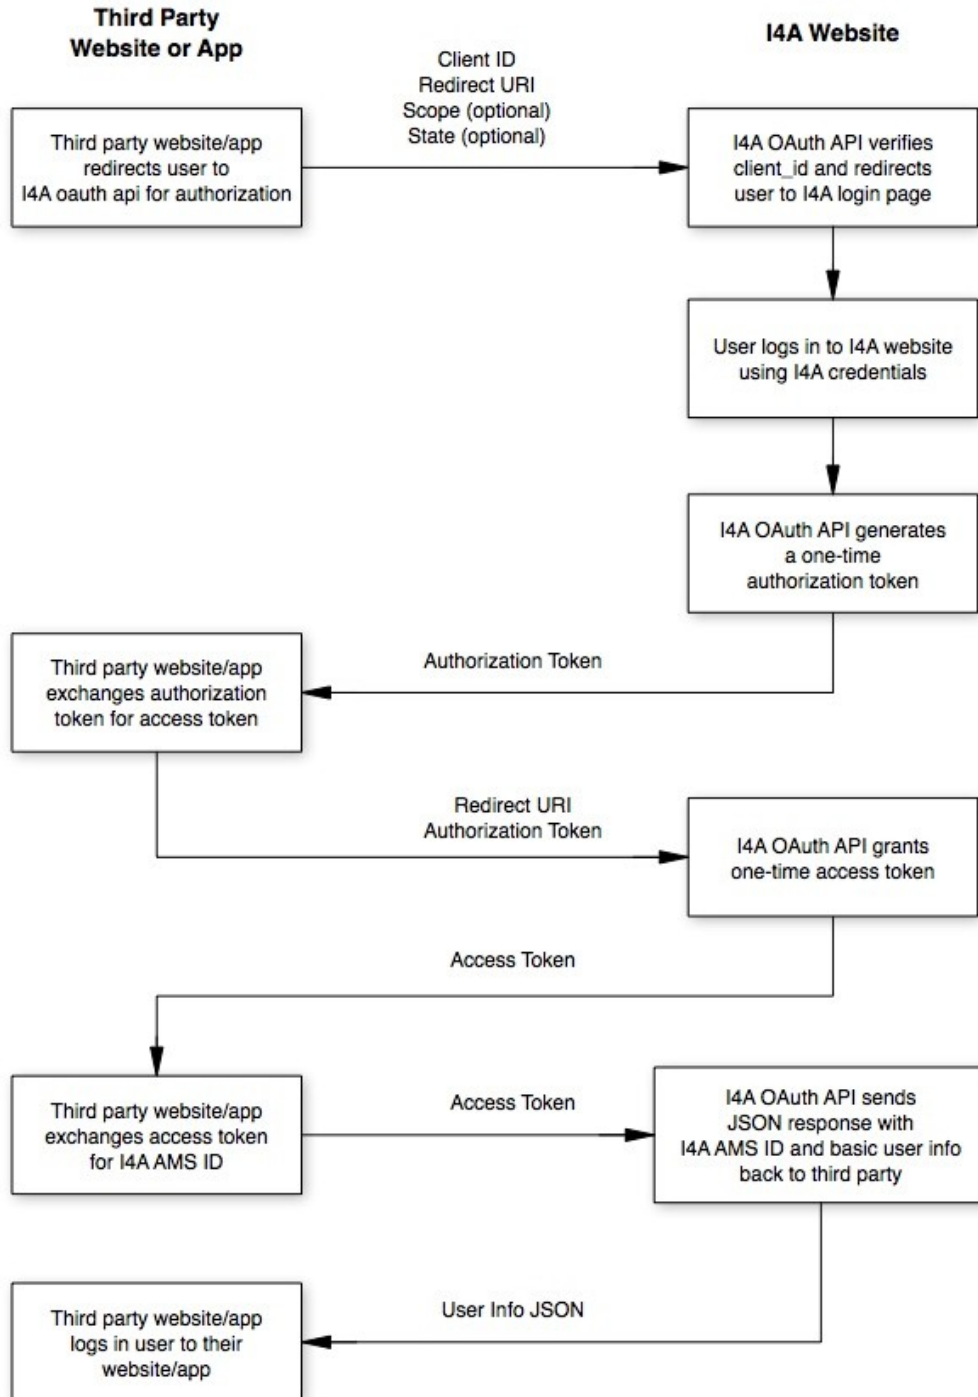 Third Party
Website or App
I4A Website
Client ID
Redirect URI
Scope (optional)
State (optional)
Third party website/app
redirects user to
I4A oauth api for authorization
I4A OAuth API verifies
client_id and redirects
user to I4A login page
User logs in to I4A website
using I4A credentials
I4A OAuth API generates
a one-time
authorization token
Authorization Token
Third party website/app
exchanges authorization
token for access token
Redirect URI
Authorization Token
I4A OAuth API grants
one-time access token
Access Token
Third party website/app
exchanges access token
for I4A AMS ID
Access Token
I4A OAuth API sends
JSON response with
I4A AMS ID and basic user info
back to third party
User Info JSON
Third party website/app
logs in user to their
website/app